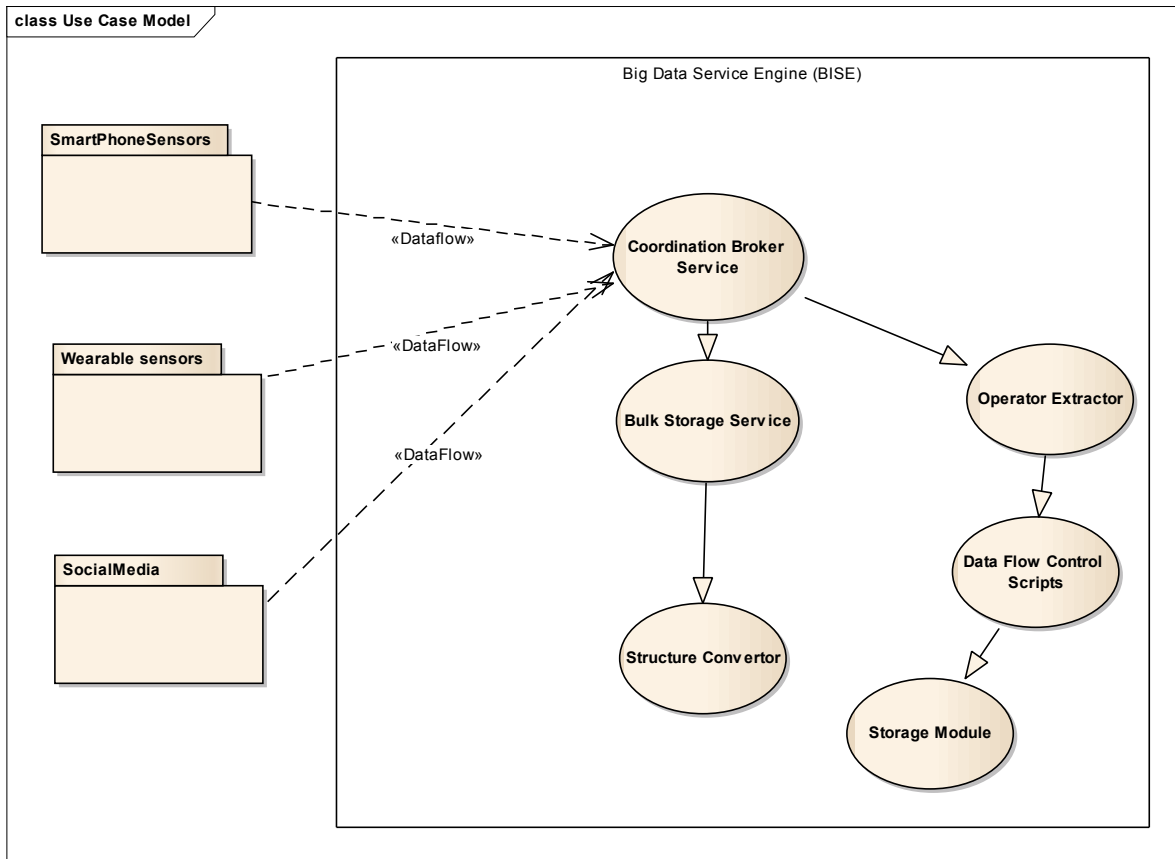 class Use Case Model
Big Data Service Engine (BISE)
SmartPhoneSensors
«Dataflow»
Coordination Broker
Service
Wearable sensors
«DataFlow»
Bulk Storage Service
Operator Extractor
«DataFlow»
SocialMedia
Data Flow Control
Scripts
Structure Convertor
Storage Module